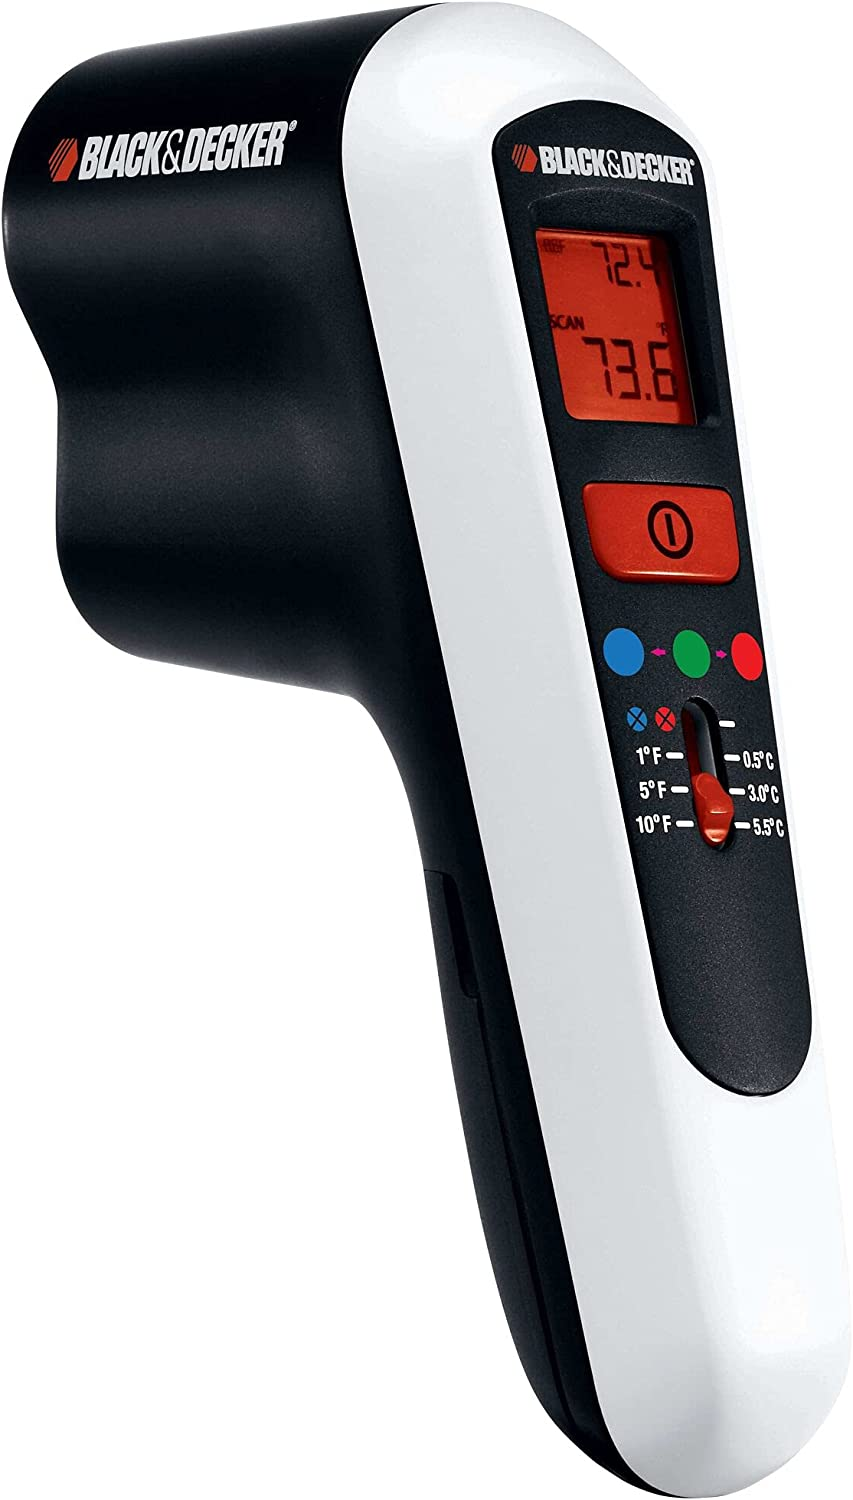 BLACK&DECKER®
BLACK&DECKER®
REF 72.4
SCAN °F
73.6
1°F 0.5°C
5°F 3.0°C
10°F 5.5°C